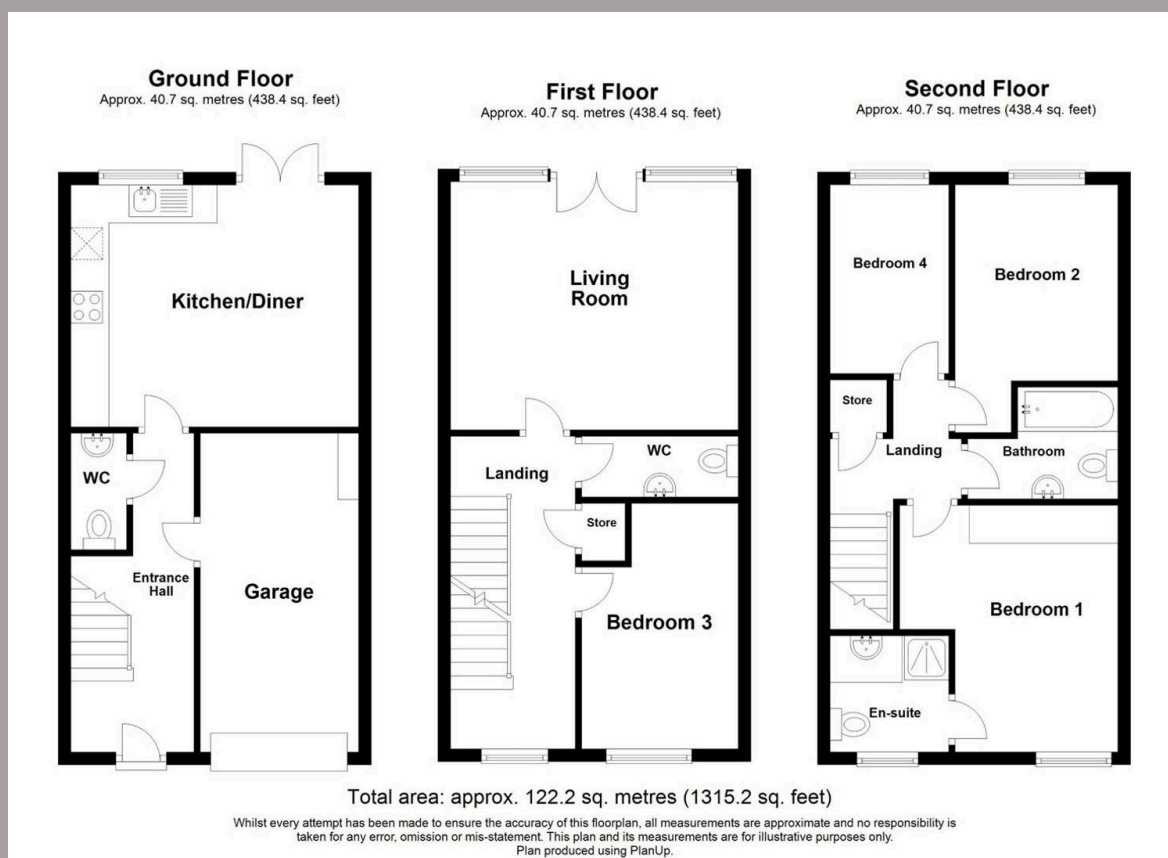 Ground Floor
Approx. 40.7 sq. metres (438.4 sq. feet)
Kitchen/Diner
WC
Entrance
Hall
Garage
First Floor
Approx. 40.7 sq. metres (438.4 sq. feet)
Living
Room
Landing
WC
Store
Bedroom 3
Second Floor
Approx. 40.7 sq. metres (438.4 sq. feet)
Bedroom 4
Bedroom 2
Store
Landing
Bathroom
Bedroom 1
En-suite
Total area: approx. 122.2 sq. metres (1315.2 sq. feet)
Whilst every attempt has been made to ensure the accuracy of this floorplan, all measurements are approximate and no responsibility is
taken for any error, omission or mis-statement. This plan and its measurements are for illustrative purposes only.
Plan produced using PlanUp.